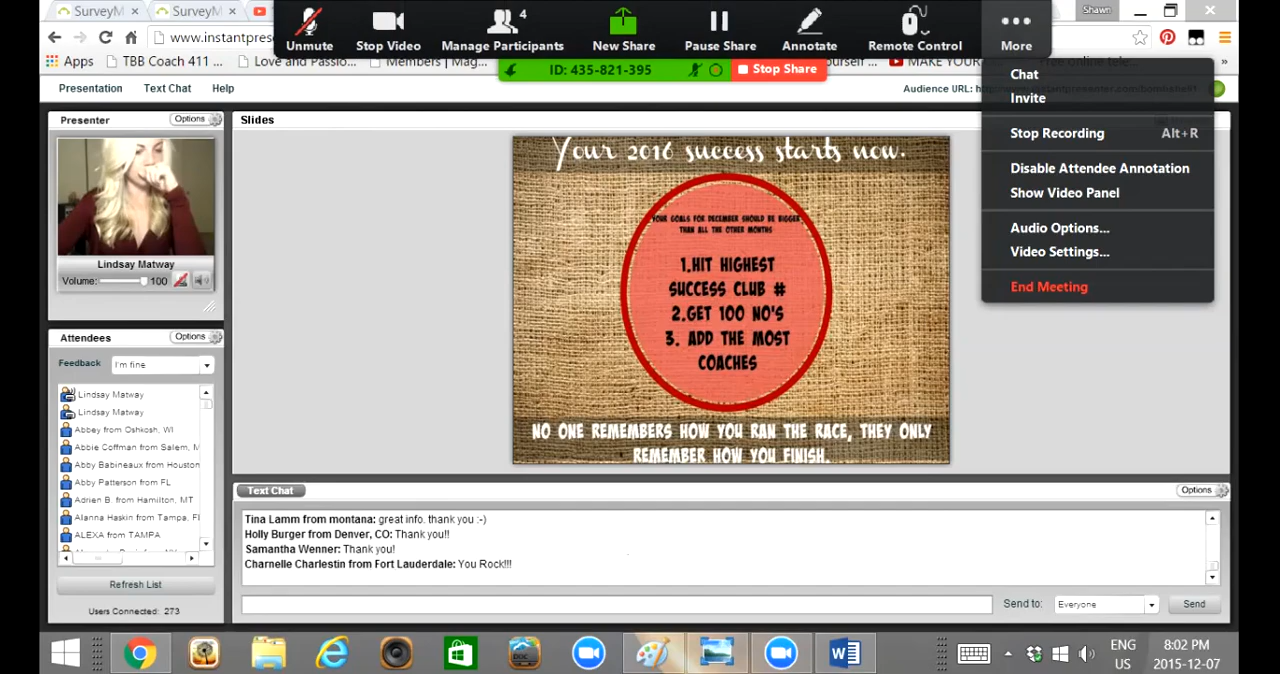 SurveyM
SurveyM
Shawn
Unmute
Stop Video
4
Manage Participants
New Share
Pause Share
Annotate
Remote Control
More
www.instantpres
Apps
TBB Coach 411 ...
Love and Passio...
Members | Mag...
ID: 435-821-395
Stop Share
Chat
Invite
Stop Recording Alt+R
Disable Attendee Annotation
Show Video Panel
Audio Options...
Video Settings...
End Meeting
Presentation
Text Chat
Help
Audience URL:
Presenter
Options
Lindsay Matway
Volume: 100
Slides
Your 2016 success starts now.
YOUR GOALS FOR DECEMBER SHOULD BE BIGGER
THAN ALL THE OTHER MONTHS
1.HIT HIGHEST
SUCCESS CLUB #
2.GET 100 NO'S
3. ADD THE MOST
COACHES
NO ONE REMEMBERS HOW YOU RAN THE RACE, THEY ONLY
REMEMBER HOW YOU FINISH.
Attendees
Options
Feedback
I'm fine
Lindsay Matway
Lindsay Matway
Abbey from Oshkosh, WI
Abbie Coffman from Salem, M
Abby Babineaux from Houston
Abby Patterson from FL
Adrien B. from Hamilton, MT
Alanna Haskin from Tampa, FL
ALEXA from TAMPA
Refresh List
Users Connected: 273
Text Chat
Options
Tina Lamm from montana: great info. thank you :-)
Holly Burger from Denver, CO: Thank you!!
Samantha Wenner: Thank you!
Charnelle Charlestin from Fort Lauderdale: You Rock!!!
Send to:
Everyone
Send
ENG
US
8:02 PM
2015-12-07